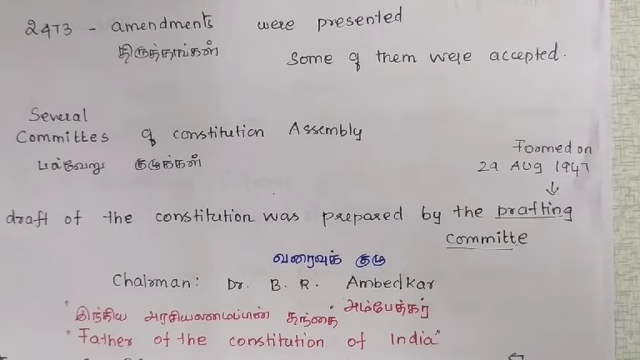 2473 - amendments were presented
திருத்தங்கள் Some of them were accepted.
Several
Committes of constitution Assembly
பல்வேறு குழுக்கள்
Formed on
29 AUG 1947
draft of the constitution was prepared by the Drafting
committe
வரைவுக் குழு
Chairman: Dr. B. R. Ambedkar
"இந்திய அரசியலமைப்பின் தந்தை அம்பேத்கர்
"Father of the constitution of India"